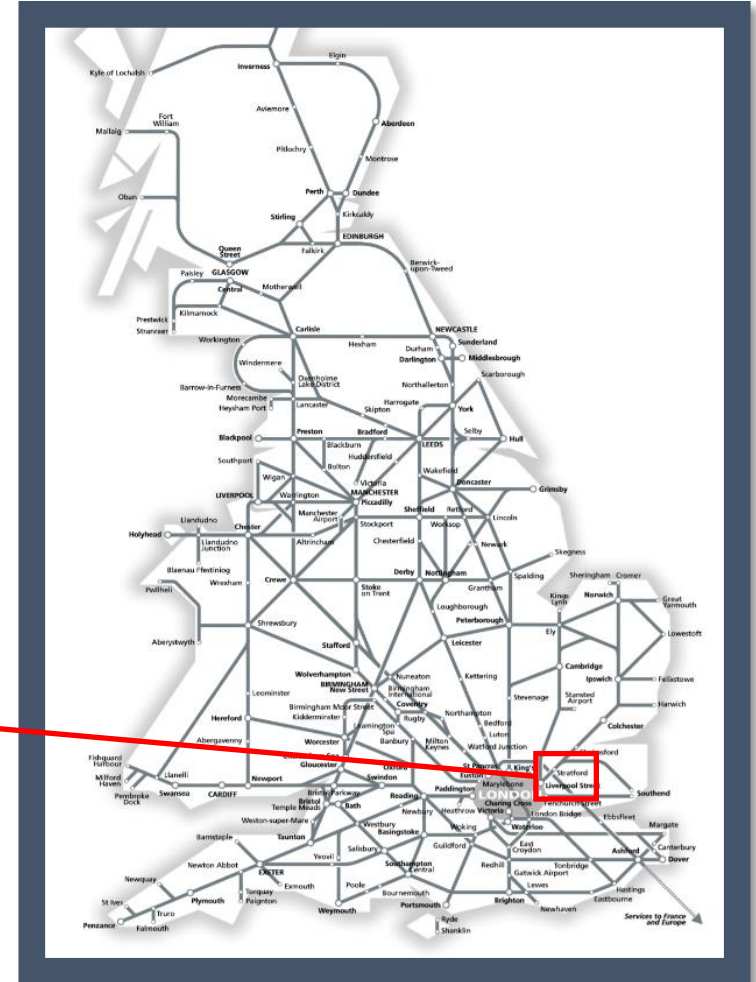 Elgin
Inverness
Kyle of Lochalsh
Aviemore
Fort
William
Aberdeen
Mallaig
Pitlochry
Montrose
Perth
Dundee
Oban
Stirling
Kirkcaldy
EDINBURGH
Queen
Street
Falkirk
Berwick-
upon-Tweed
Paisley
GLASGOW
Central
Motherwell
Prestwick
Kilmarnock
Stranraer
Carlisle
NEWCASTLE
Workington
Hexham
Sunderland
Durham
Darlington
Middlesbrough
Windermere
Oxenholme
Lake District
Scarborough
Barrow-in-Furness
Northallerton
Morecambe
Heysham Port
Lancaster
Harrogate
York
Skipton
Blackpool
Preston
Bradford
Selby
Blackburn
LEEDS
Hull
Huddersfield
Southport
Bolton
Wakefield
Wigan
Victoria
Doncaster
MANCHESTER
Piccadilly
Grimsby
LIVERPOOL
Warrington
Manchester
Airport
Sheffield
Retford
Llandudno
Stockport
Worksop
Lincoln
Holyhead
Chester
Llandudno
Junction
Altrincham
Chesterfield
Newark
Skegness
Blaenau Ffestiniog
Derby
Nottingham
Spalding
Sheringham
Cromer
Pwllheli
Wrexham
Crewe
Stoke
on Trent
Grantham
Kings
Lynn
Norwich
Great
Yarmouth
Loughborough
Peterborough
Shrewsbury
Ely
Lowestoft
Aberystwyth
Stafford
Leicester
Cambridge
Wolverhampton
Nuneaton
Kettering
Ipswich
Felixstowe
BIRMINGHAM
New Street
Birmingham
International
Leominster
Coventry
Stevenage
Stansted
Airport
Harwich
Birmingham Moor Street
Kidderminster
Rugby
Northampton
Hereford
Leamington
Spa
Bedford
Colchester
Abergavenny
Worcester
Banbury
Milton
Keynes
Luton
Watford Junction
Fishguard
Harbour
Gloucester
Oxford
St Pancras
King's
Stratford
Euston
Milford
Haven
Llanelli
Newport
Swindon
Marylebone
Liverpool Street
Pembroke
Dock
Swansea
CARDIFF
Bristol Parkway
Reading
Paddington
LONDON
Southend
Bristol
Temple Meads
Bath
Charing Cross
Fenchurch Street
Newbury
Heathrow
Victoria
London Bridge
Ebbsfleet
Weston-super-Mare
Westbury
Waterloo
Margate
Barnstaple
Taunton
Basingstoke
Woking
East
Croydon
Salisbury
Guildford
Canterbury
Yeovil
Ashford
Dover
Newton Abbot
EXETER
Southampton
Central
Redhill
Tonbridge
Gatwick Airport
Newquay
Exmouth
Poole
Hastings
Torquay
Paignton
Bournemouth
Lewes
Eastbourne
St Ives
Plymouth
Weymouth
Portsmouth
Brighton
Newhaven
Truro
Penzance
Falmouth
Ryde
Shanklin
Services to France
and Europe